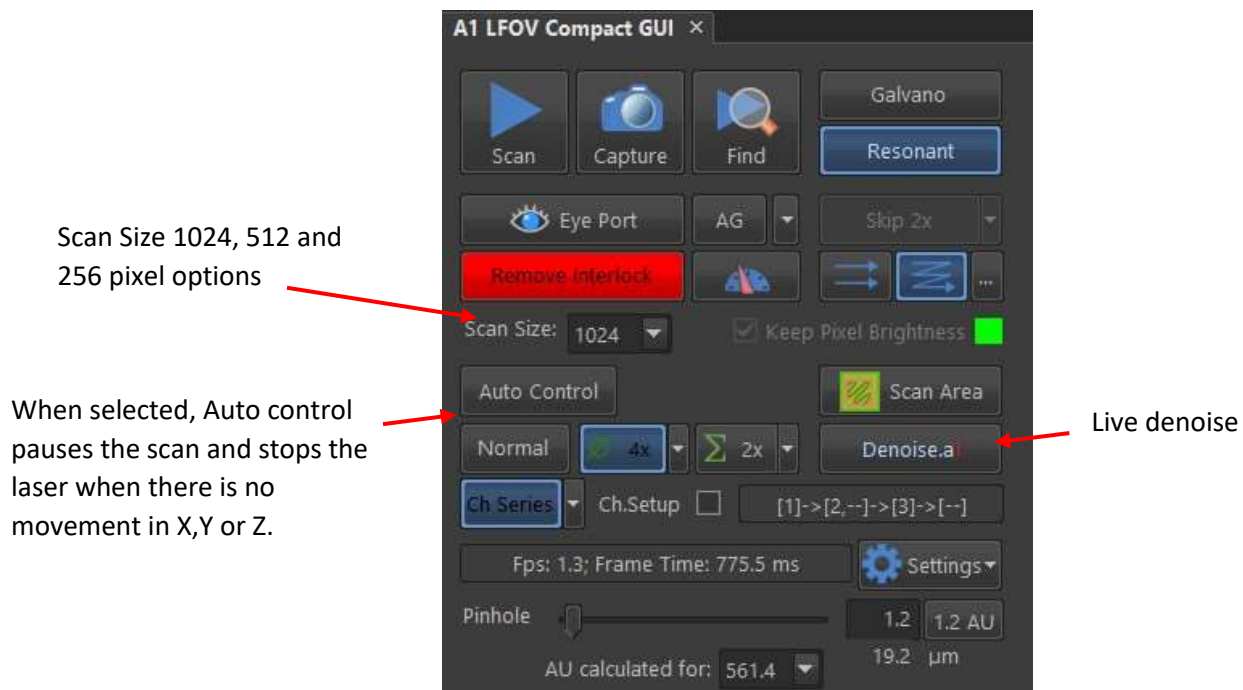 A1 LFOV Compact GUI ×
Scan
Capture
Find
Galvano
Resonant
Eye Port
AG
Skip 2x
Scan Size 1024, 512 and
256 pixel options
Remove Interlock
...
Scan Size: 1024
Keep Pixel Brightness
Auto Control
Scan Area
When selected, Auto control
pauses the scan and stops the
laser when there is no
movement in X,Y or Z.
Normal
4x
∑ 2x
Denoise.ai
Live denoise
Ch Series
Ch.Setup
[1]->[2,--]->[3]->[--]
Fps: 1.3; Frame Time: 775.5 ms
Settings
Pinhole
1.2
1.2 AU
19.2 µm
AU calculated for: 561.4